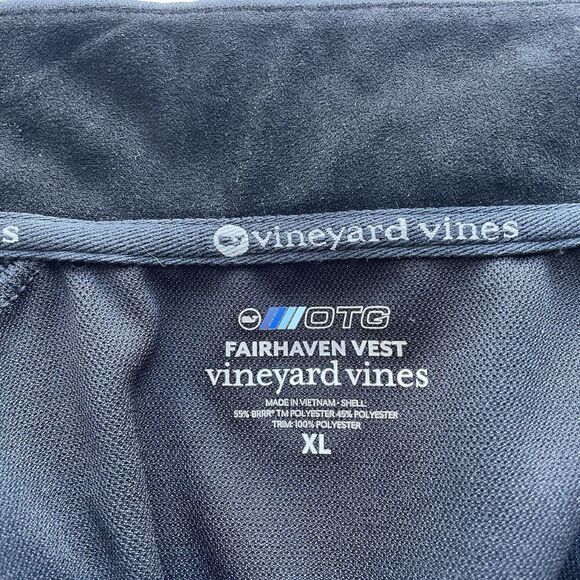 s vineyard vines
OTG
FAIRHAVEN VEST
vineyard vines
MADE IN VIETNAM - SHELL:
55% BRRR° TM POLYESTER 45% POLYESTER
TRIM: 100% POLYESTER
XL